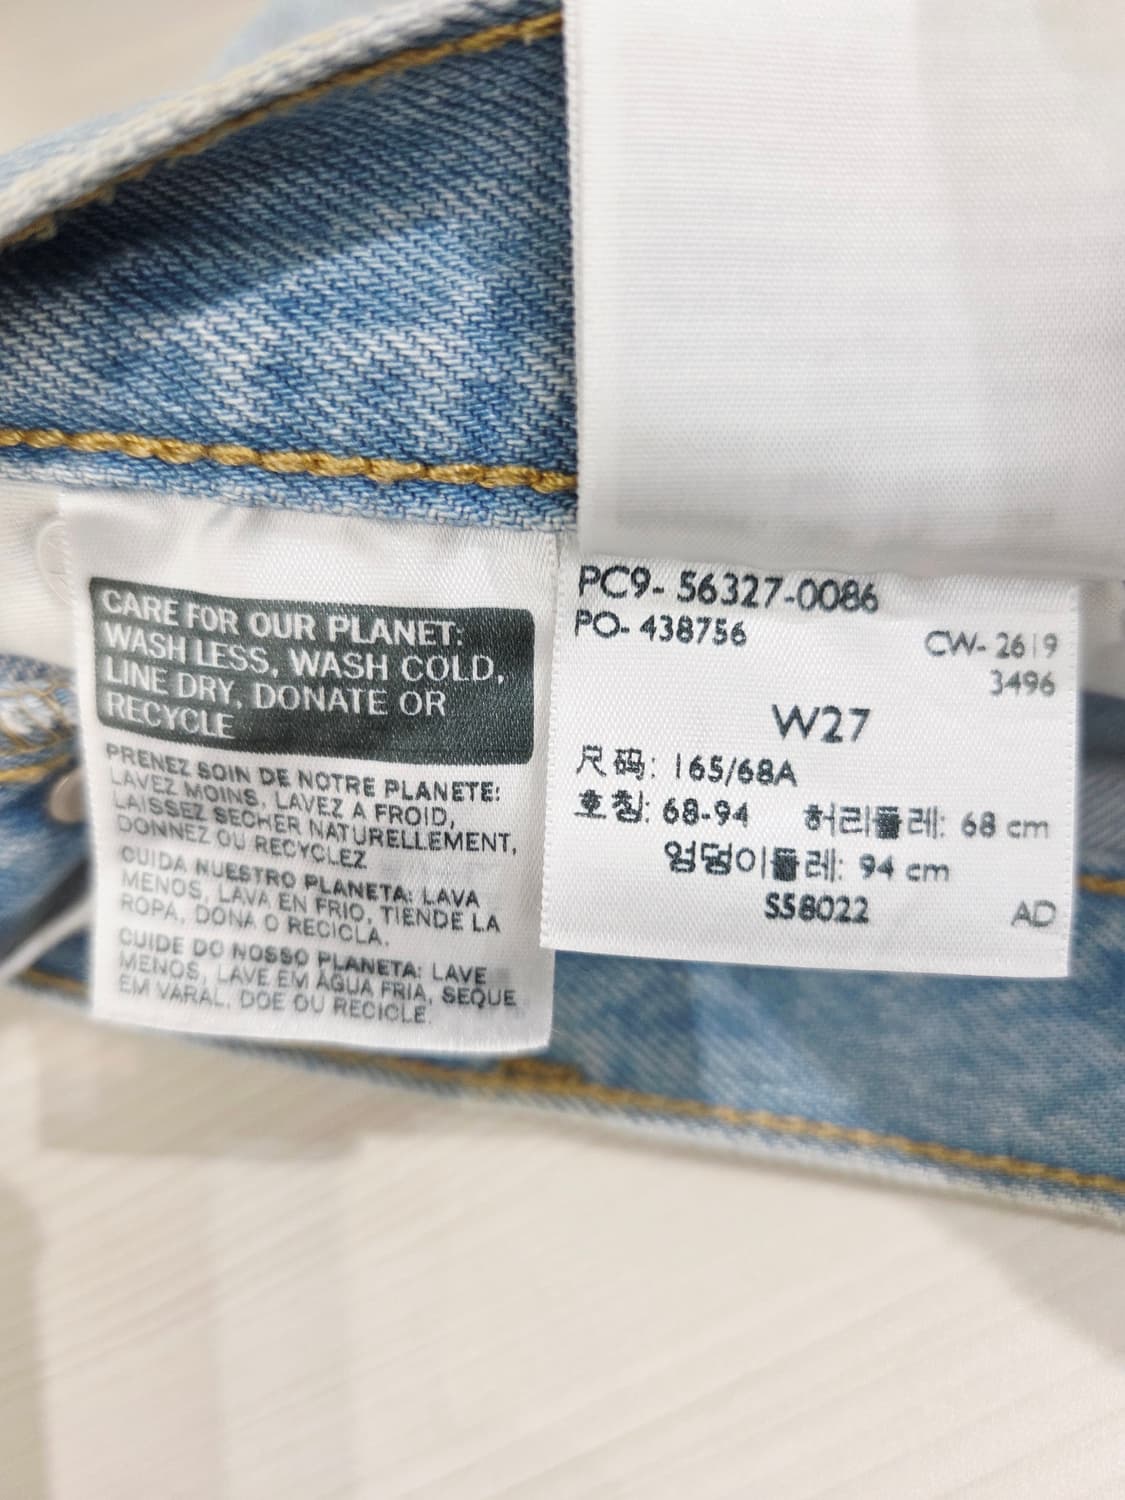 CARE FOR OUR PLANET:
WASH LESS, WASH COLD,
LINE DRY, DONATE OR
RECYCLE
PRENEZ SOIN DE NOTRE PLANETE:
LAVEZ MOINS, LAVEZ A FROID,
LAISSEZ SECHER NATURELLEMENT,
DONNEZ OU RECYCLEZ
CUIDA NUESTRO PLANETA: LAVA
MENOS, LAVA EN FRIO, TIENDE LA
ROPA, DONA O RECICLA.
CUIDE DO NOSSO PLANETA: LAVE
MENOS, LAVE EM ÁGUA FRIA, SEQUE
EM VARAL, DOE OU RECICLE.
PC9- 56327-0086
PO- 438756 CW- 2619
3496
W27
尺码: 165/68A
호칭: 68-94 허리둘레: 68 cm
엉덩이둘레: 94 cm
S58022 AD